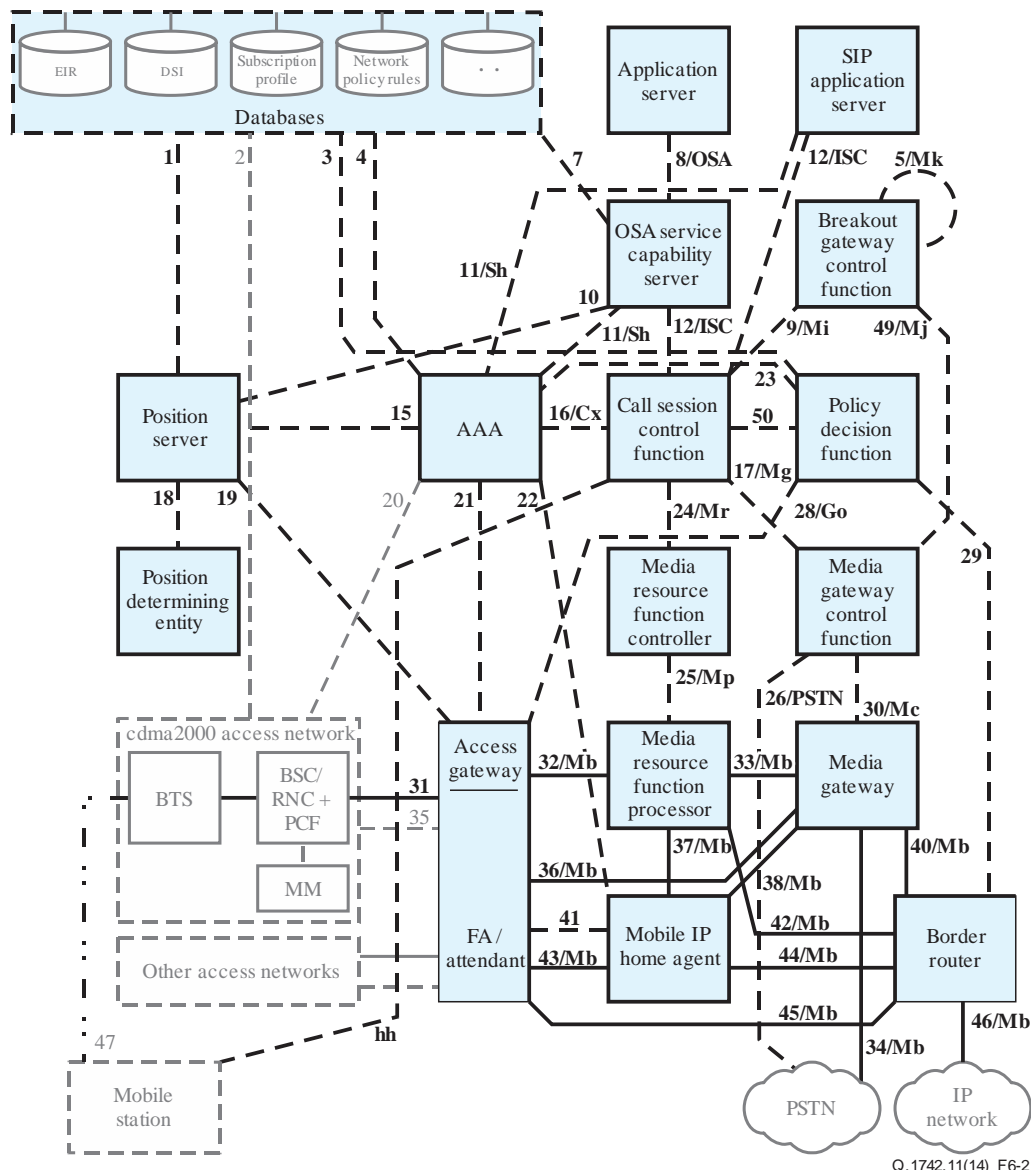 EIR
DSI
Subscription
profile
Network
policy rules
. .
Databases
Application
server
SIP
application
server
1
2
3
4
7
8/OSA
12/ISC
5/Mk
OSA service
capability
server
Breakout
gateway
control
function
11/Sh
10
11/Sh
12/ISC
9/Mi
49/Mj
23
Position
server
15
AAA
16/Cx
Call session
control
function
50
Policy
decision
function
17/Mg
18
19
20
21
22
24/Mr
28/Go
29
Position
determining
entity
Media
resource
function
controller
Media
gateway
control
function
25/Mp
26/PSTN
30/Mc
cdma2000 access network
BTS
BSC/
RNC +
PCF
MM
31
35
Access
gateway
32/Mb
Media
resource
function
processor
33/Mb
Media
gateway
36/Mb
37/Mb
38/Mb
40/Mb
41
42/Mb
Other access networks
FA /
attendant
43/Mb
Mobile IP
home agent
44/Mb
Border
router
45/Mb
46/Mb
hh
34/Mb
47
Mobile
station
PSTN
IP
network
Q.1742.11(14)_F6-2